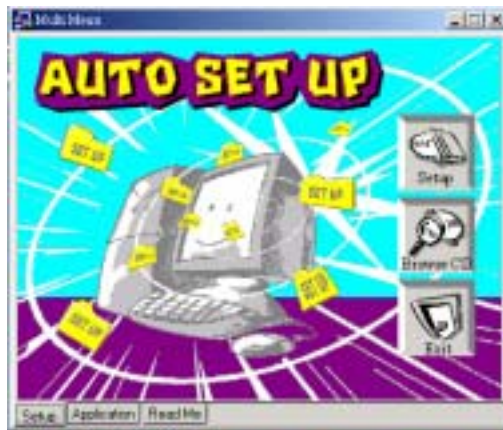 Multi Menu
AUTO SET UP
SET UP
SET UP
SET UP
SET UP
Setup
Browse CD
Exit
Setup
Application
Read Me